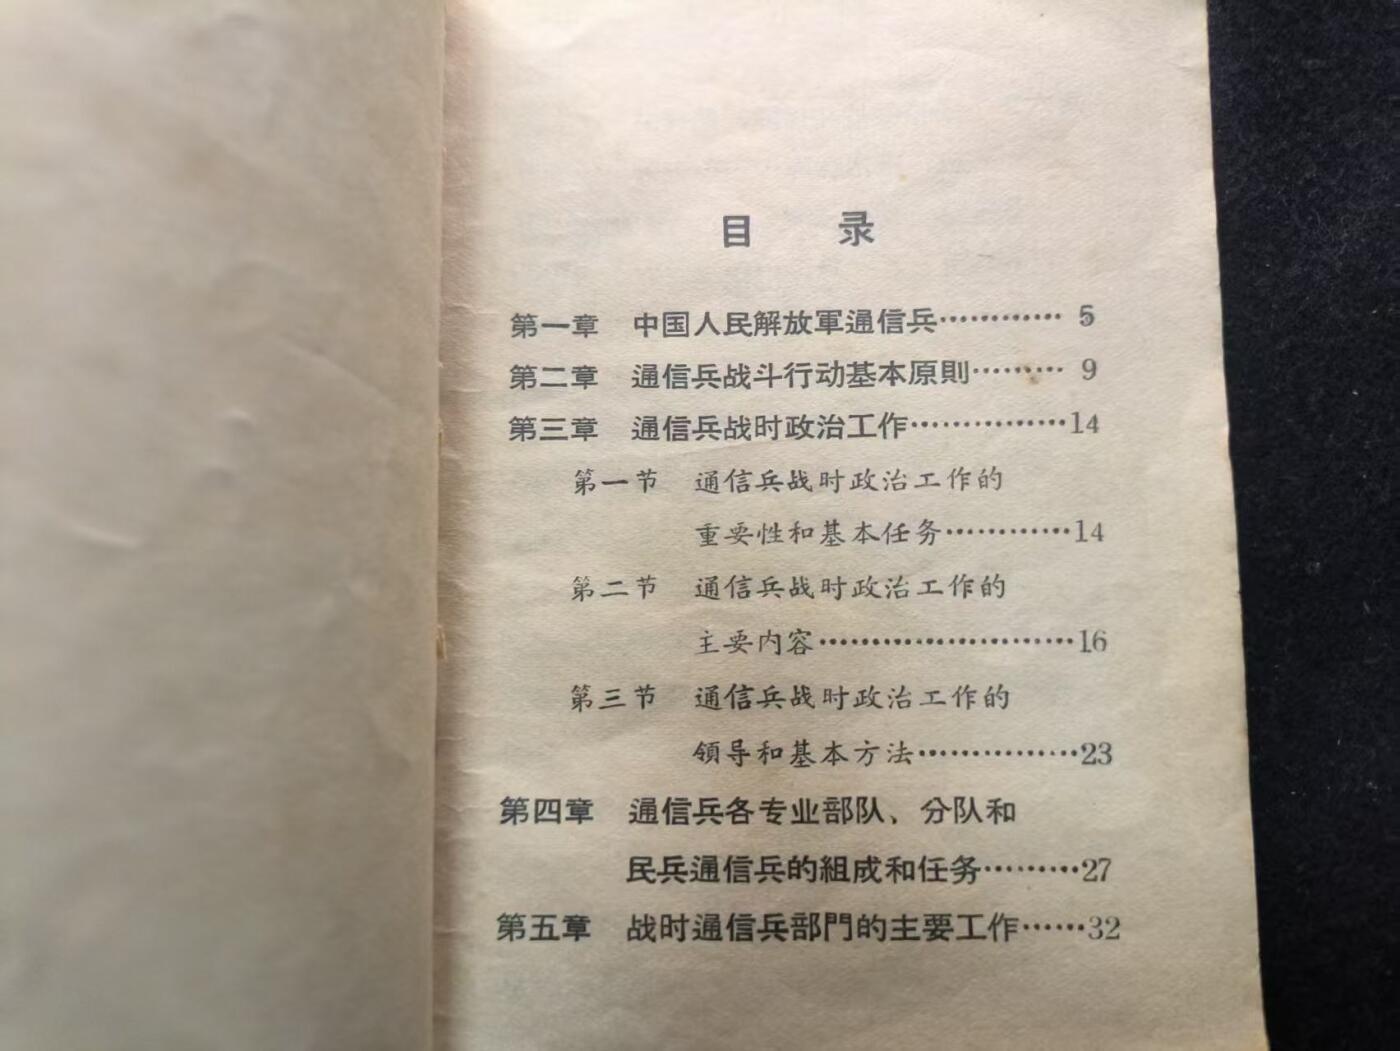 目　录
第一章　中国人民解放軍通信兵………… 5
第二章　通信兵战斗行动基本原則……… 9
第三章　通信兵战时政治工作……………14
第一节　通信兵战时政治工作的
重要性和基本任务…………14
第二节　通信兵战时政治工作的
主要内容……………………16
第三节　通信兵战时政治工作的
領导和基本方法……………23
第四章　通信兵各专业部队、分队和
民兵通信兵的組成和任务………27
第五章　战时通信兵部門的主要工作……32